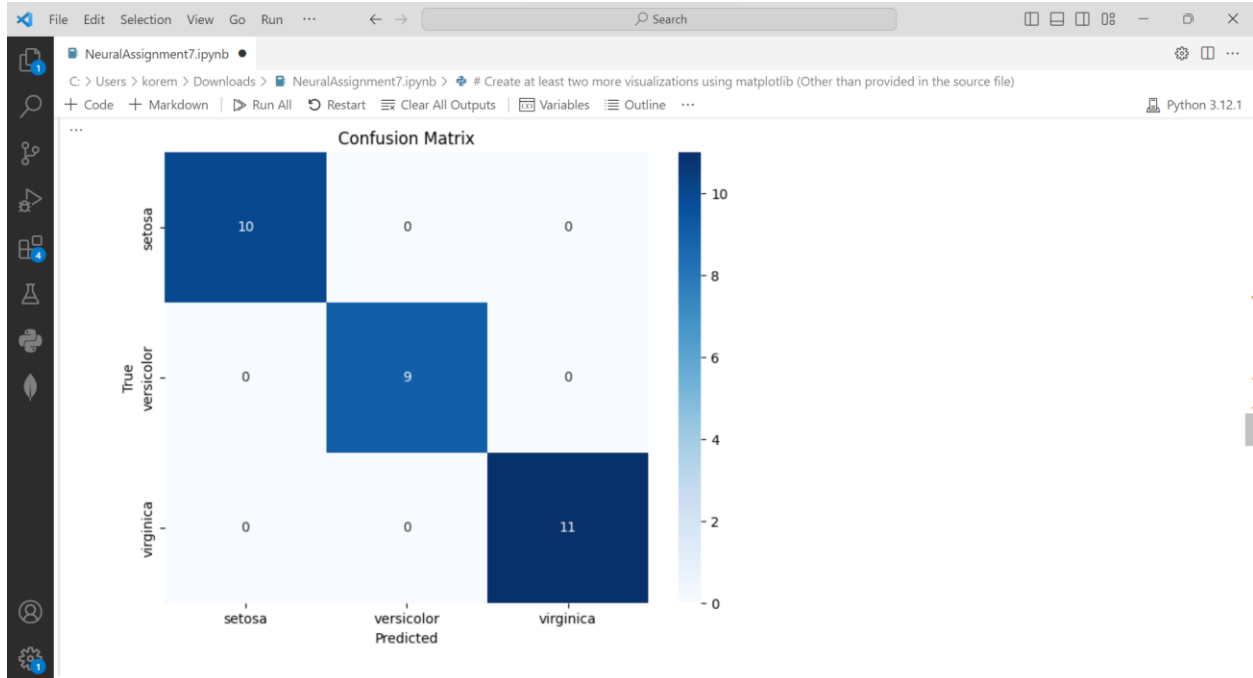 File Edit Selection View Go Run ··· ← → Search
NeuralAssignment7.ipynb ●
C: > Users > korem > Downloads > NeuralAssignment7.ipynb > # Create at least two more visualizations using matplotlib (Other than provided in the source file)
+ Code + Markdown | Run All Restart Clear All Outputs | Variables Outline ··· Python 3.12.1
···
Confusion Matrix
setosa 10 0 0
True
versicolor 0 9 0
virginica 0 0 11
setosa versicolor virginica
Predicted
10
8
6
4
2
0
1
4
1